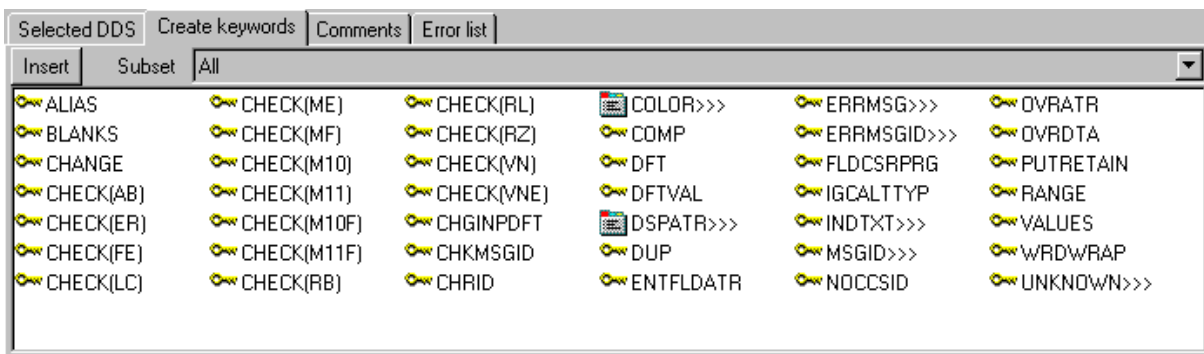 Selected DDS Create keywords Comments Error list
Insert Subset All
ALIAS CHECK(ME) CHECK(RL) COLOR>>> ERRMSG>>> OVRATR
BLANKS CHECK(MF) CHECK(RZ) COMP ERRMSGID>>> OVRDTA
CHANGE CHECK(M10) CHECK(VN) DFT FLDCSRPRG PUTRETAIN
CHECK(AB) CHECK(M11) CHECK(VNE) DFTVAL IGCALTTYP RANGE
CHECK(ER) CHECK(M10F) CHGINPDFT DSPATR>>> INDTXT>>> VALUES
CHECK(FE) CHECK(M11F) CHKMSGID DUP MSGID>>> WRDWRAP
CHECK(LC) CHECK(RB) CHRID ENTFLDATR NOCCSID UNKNOWN>>>